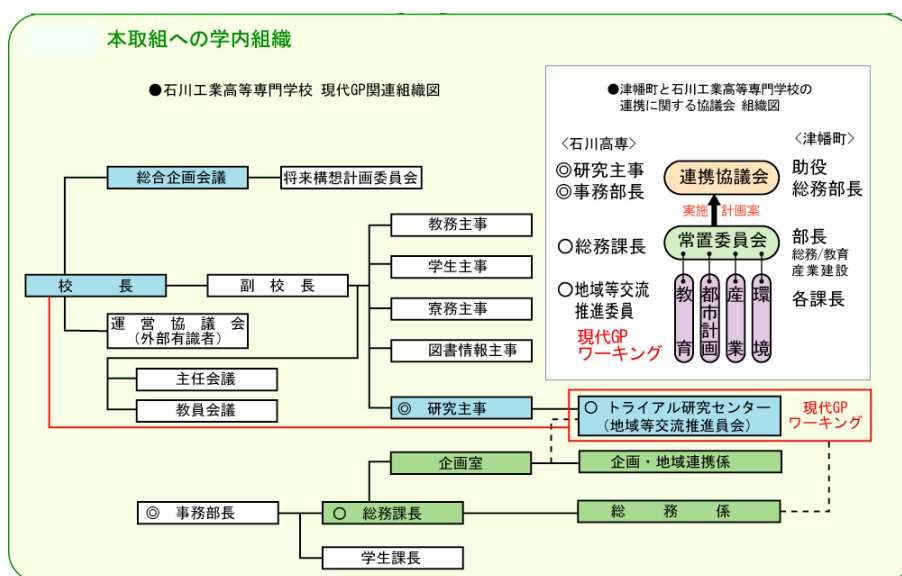 本取組への学内組織
●石川工業高等専門学校 現代GP関連組織図
●津幡町と石川工業高等専門学校の
連携に関する協議会 組織図
〈石川高専〉
〈津幡町〉
◎研究主事
◎事務部長
連携協議会
助役
総務部長
実施 計画案
○総務課長
常置委員会
部長
総務/教育
産業建設
○地域等交流
推進委員
教育
都市計画
産業
環境
各課長
現代GP
ワーキング
総合企画会議
将来構想計画委員会
教務主事
学生主事
校長
副校長
寮務主事
運営協議会
(外部有識者)
図書情報主事
主任会議
教員会議
◎ 研究主事
○ トライアル研究センター
(地域等交流推進員会)
現代GP
ワーキング
企画室
企画・地域連携係
◎ 事務部長
○ 総務課長
総務係
学生課長